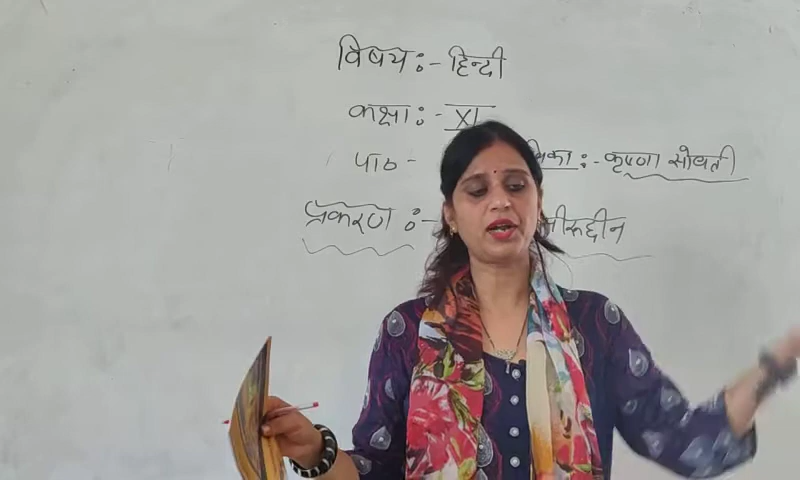 विषय :- हिन्दी
कक्षा :- XI
पाठ - िका :- कृष्णा सोबती
प्रकरण :- सीरुद्दीन